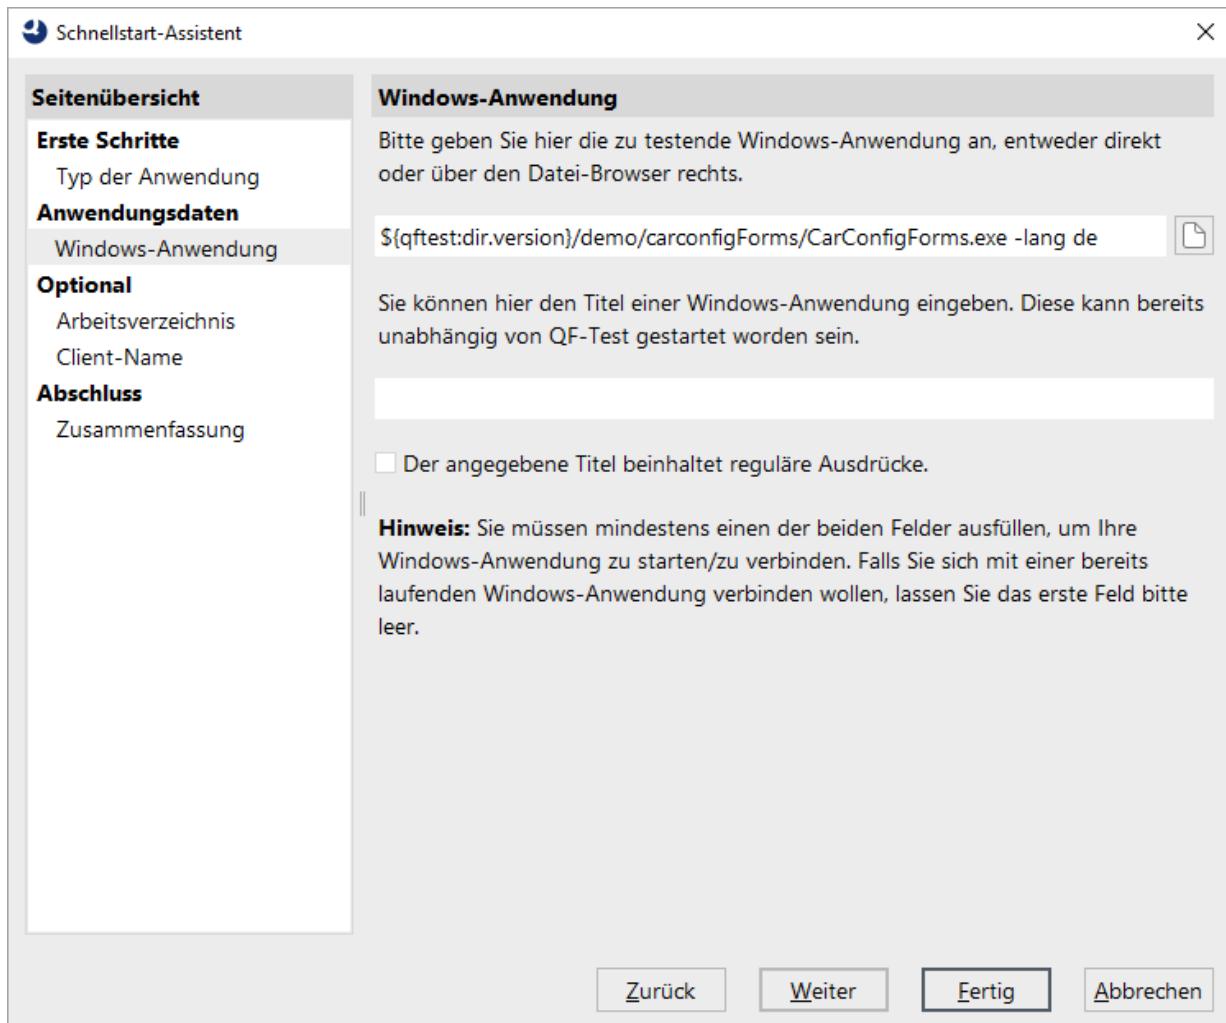 Schnellstart-Assistent
Seitenübersicht
Erste Schritte
Typ der Anwendung
Anwendungsdaten
Windows-Anwendung
Optional
Arbeitsverzeichnis
Client-Name
Abschluss
Zusammenfassung
Windows-Anwendung
Bitte geben Sie hier die zu testende Windows-Anwendung an, entweder direkt
oder über den Datei-Browser rechts.
${qftest:dir.version}/demo/carconfigForms/CarConfigForms.exe -lang de
Sie können hier den Titel einer Windows-Anwendung eingeben. Diese kann bereits
unabhängig von QF-Test gestartet worden sein.
Der angegebene Titel beinhaltet reguläre Ausdrücke.
Hinweis: Sie müssen mindestens einen der beiden Felder ausfüllen, um Ihre
Windows-Anwendung zu starten/zu verbinden. Falls Sie sich mit einer bereits
laufenden Windows-Anwendung verbinden wollen, lassen Sie das erste Feld bitte
leer.
Zurück
Weiter
Fertig
Abbrechen